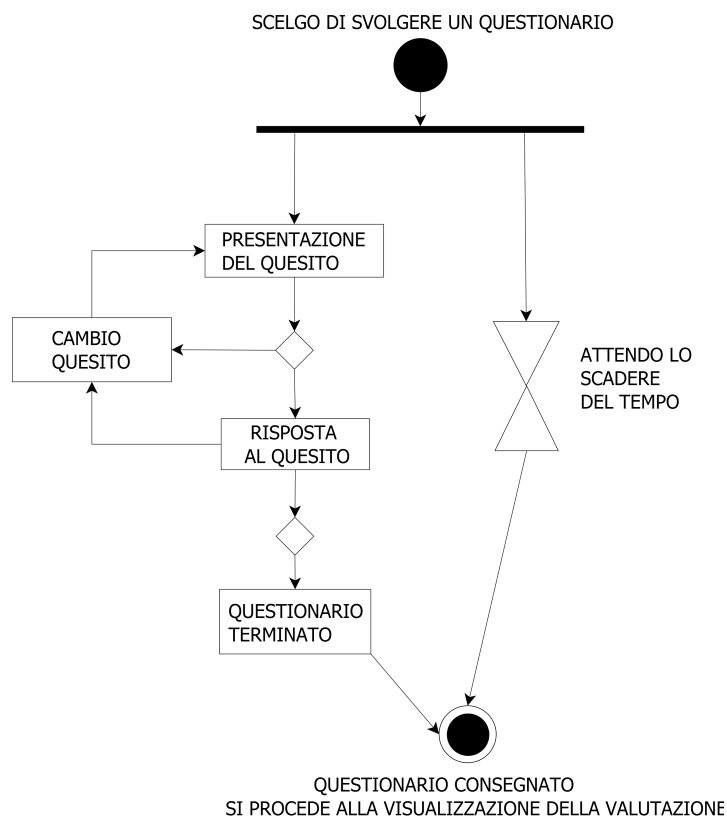 SCELGO DI SVOLGERE UN QUESTIONARIO
PRESENTAZIONE
DEL QUESITO
CAMBIO
QUESITO
ATTENDO LO
SCADERE
DEL TEMPO
RISPOSTA
AL QUESITO
QUESTIONARIO
TERMINATO
QUESTIONARIO CONSEGNATO
SI PROCEDE ALLA VISUALIZZAZIONE DELLA VALUTAZIONE